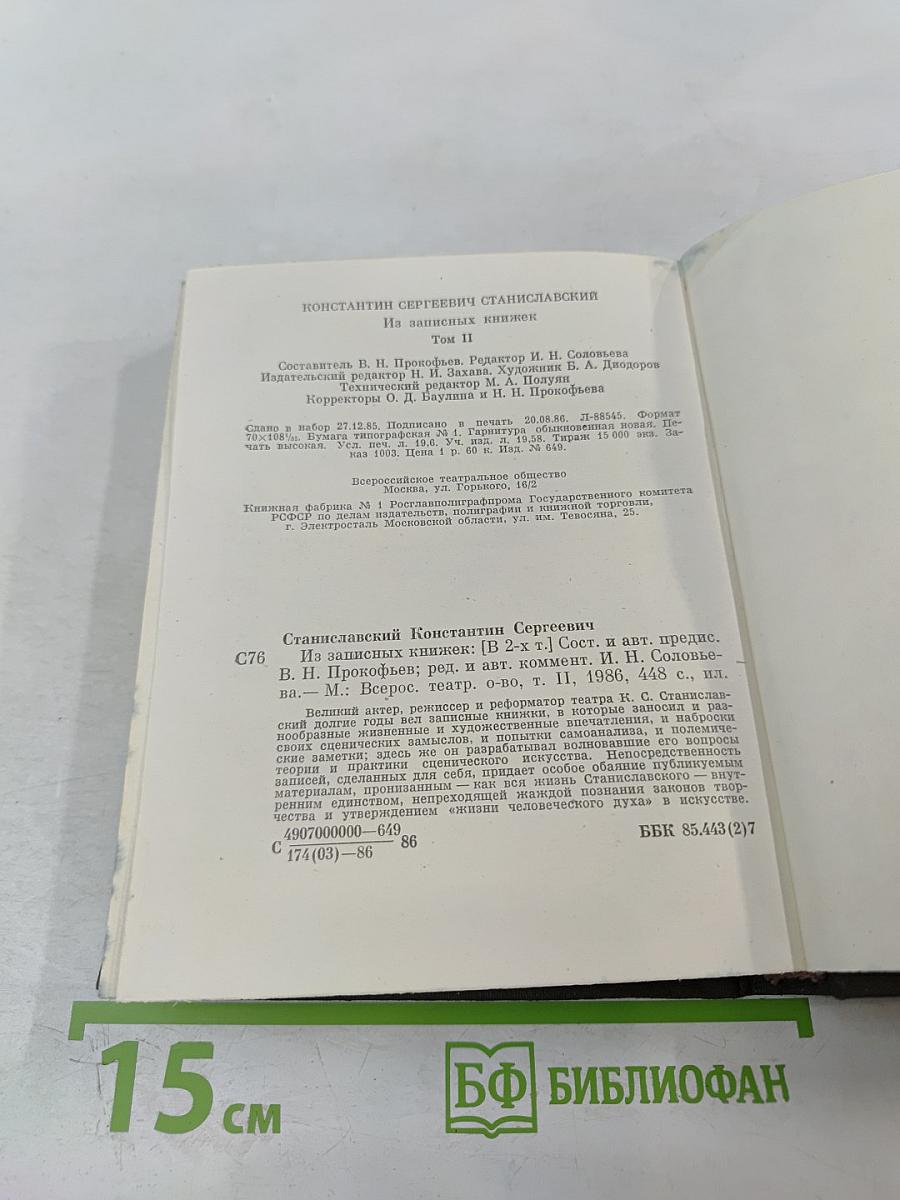 КОНСТАНТИН СЕРГЕЕВИЧ СТАНИСЛАВСКИЙ
Из записных книжек
Том II
Составитель В. Н. Прокофьев. Редактор И. Н. Соловьева
Издательский редактор Н. И. Захава. Художник Б. А. Диодоров
Технический редактор М. А. Полуян
Корректоры О. Д. Баулина и Н. Н. Прокофьева
Сдано в набор 27.12.85. Подписано в печать 20.08.86. Л-88545. Формат
70×108¹/₃₂. Бумага типографская № 1. Гарнитура обыкновенная новая. Пе-
чать высокая. Усл. печ. л. 19,6. Уч. изд. л. 19,58. Тираж 15 000 экз. За-
каз 1003. Цена 1 р. 60 к. Изд. № 649.
Всероссийское театральное общество
Москва, ул. Горького, 16/2
Книжная фабрика № 1 Росглавполиграфпрома Государственного комитета
РСФСР по делам издательств, полиграфии и книжной торговли,
г. Электросталь Московской области, ул. им. Тевосяна, 25.
Станиславский Константин Сергеевич
С76 Из записных книжек: [В 2-х т.] Сост. и авт. предис.
В. Н. Прокофьев; ред. и авт. коммент. И. Н. Соловье-
ва.— М.: Всерос. театр. о-во, т. II, 1986, 448 с., ил.
Великий актер, режиссер и реформатор театра К. С. Станислав-
ский долгие годы вел записные книжки, в которые заносил и раз-
нообразные жизненные и художественные впечатления, и наброски
своих сценических замыслов, и попытки самоанализа, и полемиче-
ские заметки; здесь же он разрабатывал волновавшие его вопросы
теории и практики сценического искусства. Непосредственность
записей, сделанных для себя, придает особое обаяние публикуемым
материалам, пронизанным — как вся жизнь Станиславского — внут-
ренним единством, непреходящей жаждой познания законов твор-
чества и утверждением «жизни человеческого духа» в искусстве.
4907000000—649
С 86 ББК 85.443(2)7
174(03)—86
15 см
БФ БИБЛИОФАН